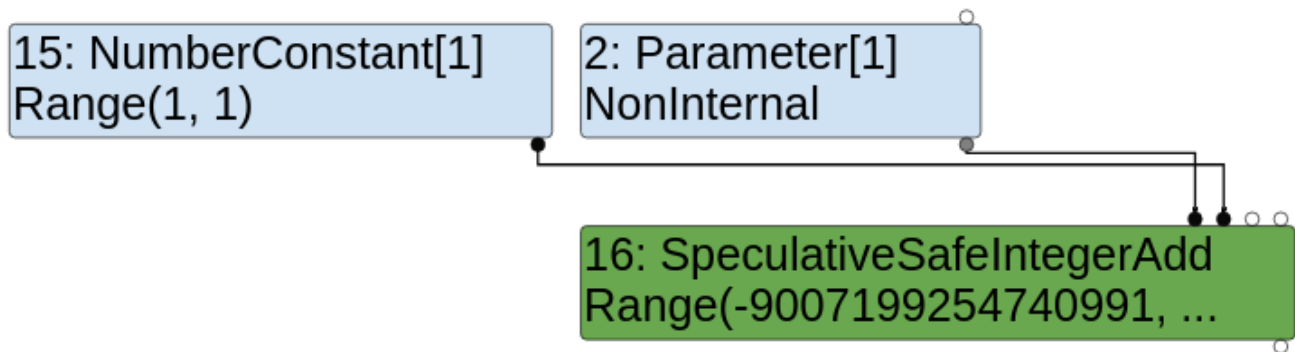 15: NumberConstant[1]
Range(1, 1)
2: Parameter[1]
NonInternal
16: SpeculativeSafeIntegerAdd
Range(-9007199254740991, ...